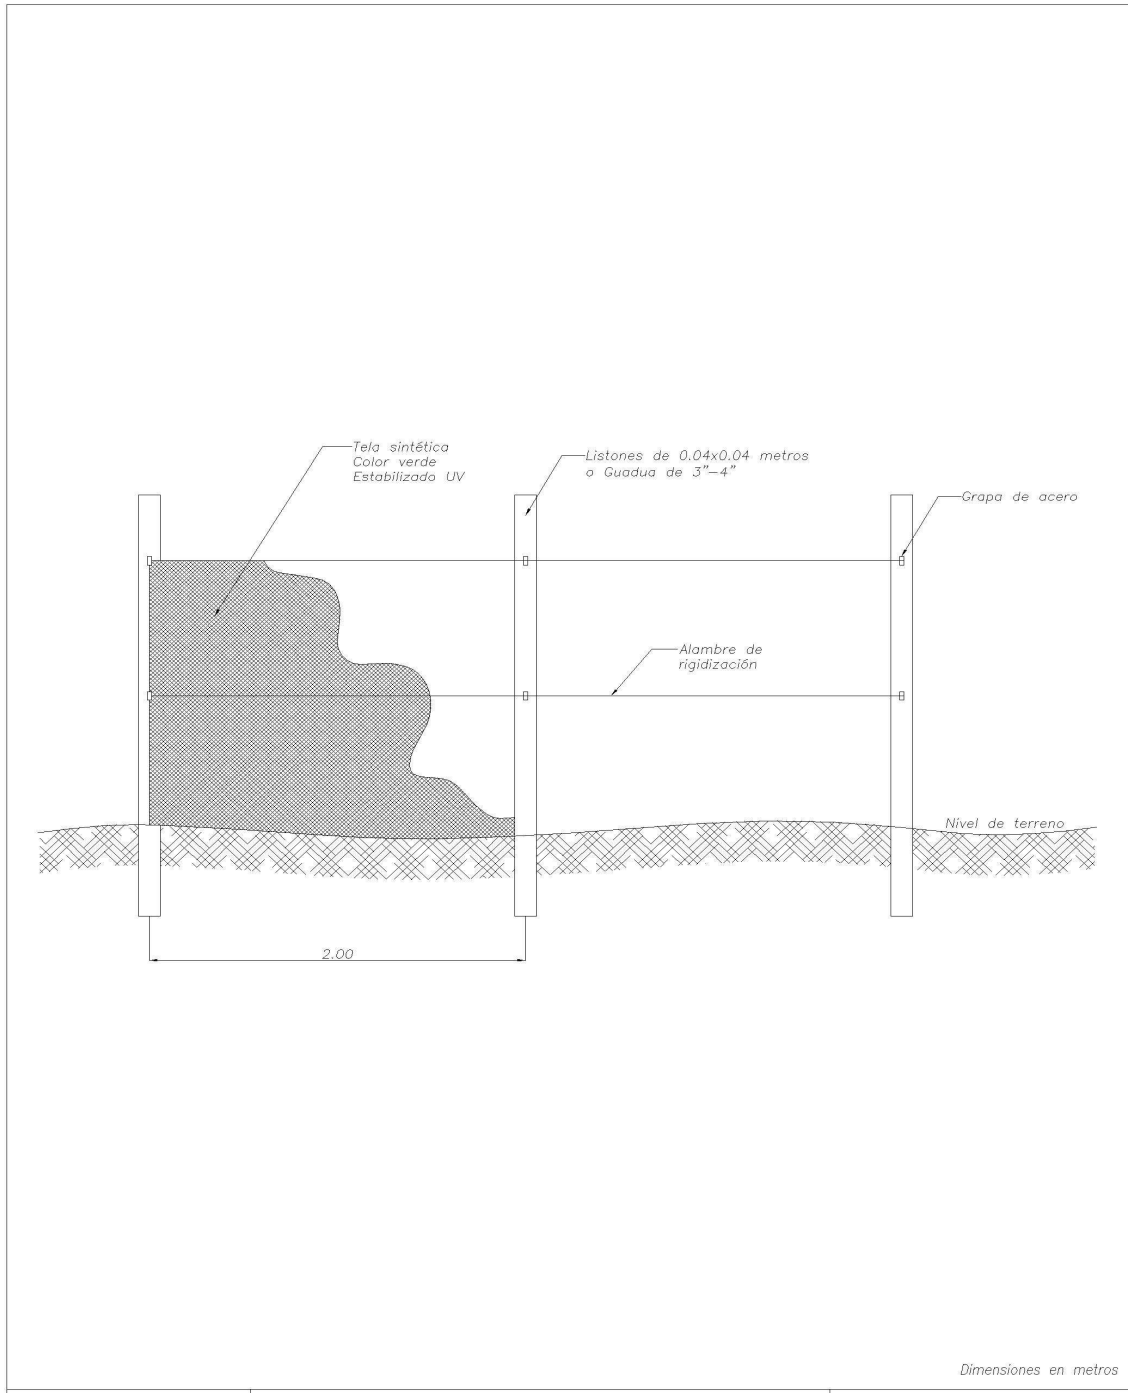 Tela sintética
Color verde
Estabilizado UV
Listones de 0.04x0.04 metros
o Guadua de 3"–4"
Grapa de acero
Alambre de
rigidización
Nivel de terreno
2.00
Dimensiones en metros